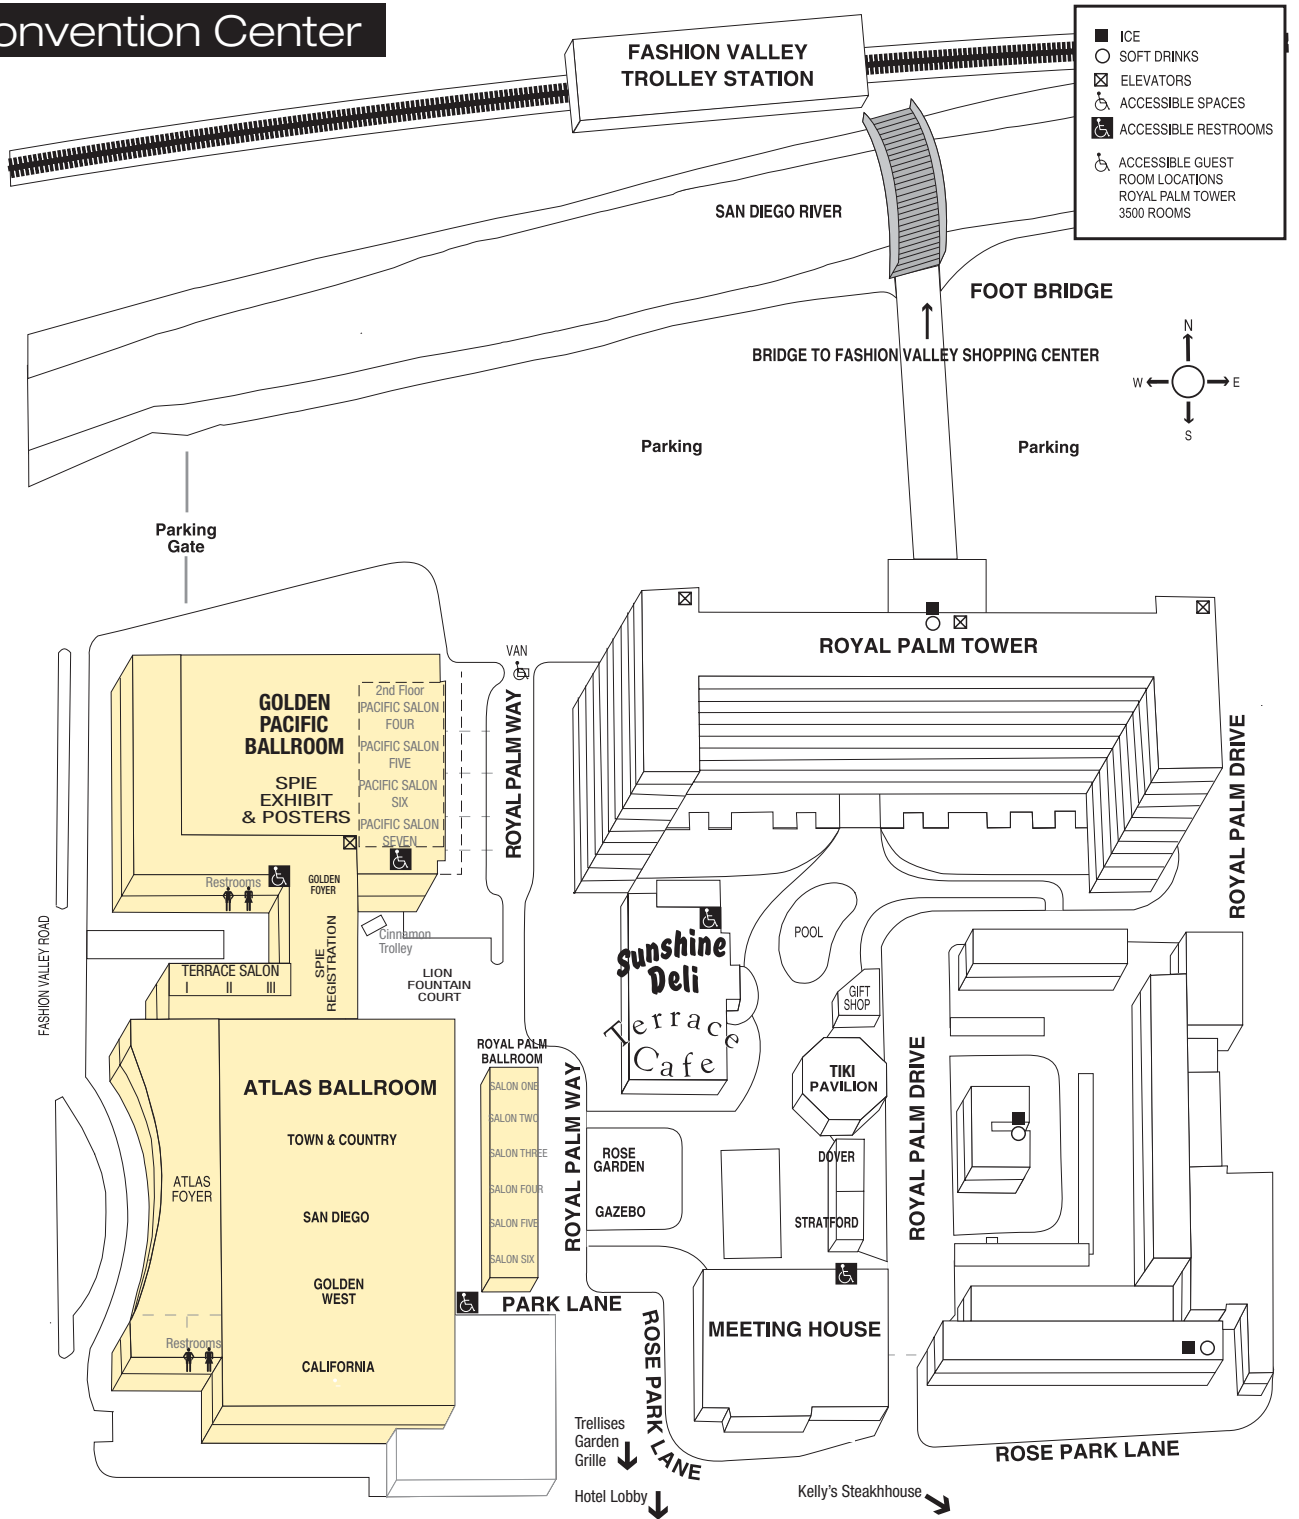 onvention Center
FASHION VALLEY
TROLLEY STATION
ICE
SOFT DRINKS
ELEVATORS
ACCESSIBLE SPACES
ACCESSIBLE RESTROOMS
ACCESSIBLE GUEST
ROOM LOCATIONS
ROYAL PALM TOWER
3500 ROOMS
SAN DIEGO RIVER
FOOT BRIDGE
BRIDGE TO FASHION VALLEY SHOPPING CENTER
N
W
E
S
Parking
Parking
Parking
Gate
ROYAL PALM TOWER
VAN
ROYAL PALM WAY
GOLDEN
PACIFIC
BALLROOM
SPIE
EXHIBIT
& POSTERS
2nd Floor
PACIFIC SALON
FOUR
PACIFIC SALON
FIVE
PACIFIC SALON
SIX
PACIFIC SALON
SEVEN
ROYAL PALM DRIVE
Restrooms
GOLDEN
FOYER
SPIE
REGISTRATION
Cinnamon
Trolley
LION
FOUNTAIN
COURT
FASHION VALLEY ROAD
TERRACE SALON
I II III
Sunshine
Deli
Terrace
Cafe
POOL
GIFT
SHOP
TIKI
PAVILION
ROYAL PALM DRIVE
ROYAL PALM
BALLROOM
SALON ONE
SALON TWO
SALON THREE
SALON FOUR
SALON FIVE
SALON SIX
ROYAL PALM WAY
ATLAS BALLROOM
TOWN & COUNTRY
ATLAS
FOYER
SAN DIEGO
GOLDEN
WEST
CALIFORNIA
Restrooms
ROSE
GARDEN
GAZEBO
DOVER
STRATFORD
PARK LANE
MEETING HOUSE
ROSE PARK LANE
ROSE PARK LANE
Trellises
Garden
Grille
Hotel Lobby
Kelly's Steakhhouse